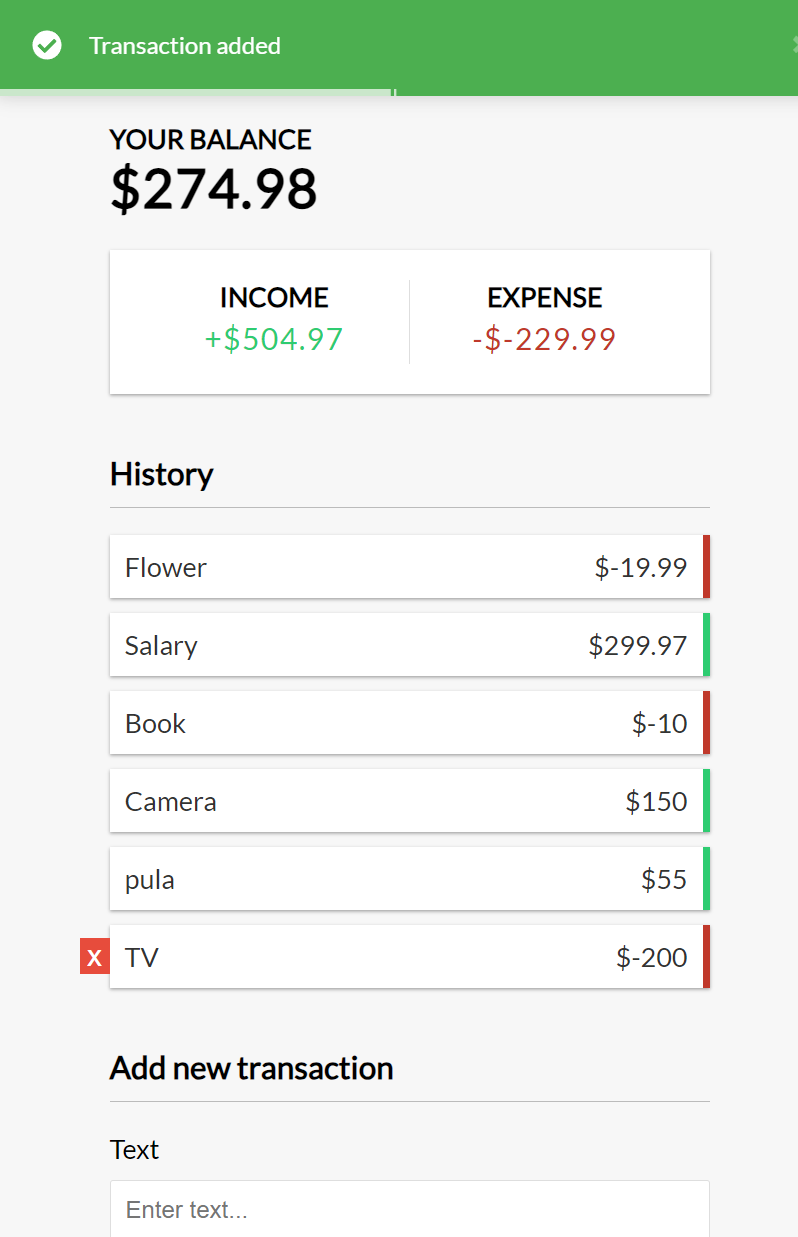 Transaction added
YOUR BALANCE
$274.98
INCOME EXPENSE
+$504.97 -$-229.99
History
Flower $-19.99
Salary $299.97
Book $-10
Camera $150
pula $55
X TV $-200
Add new transaction
Text
Enter text...